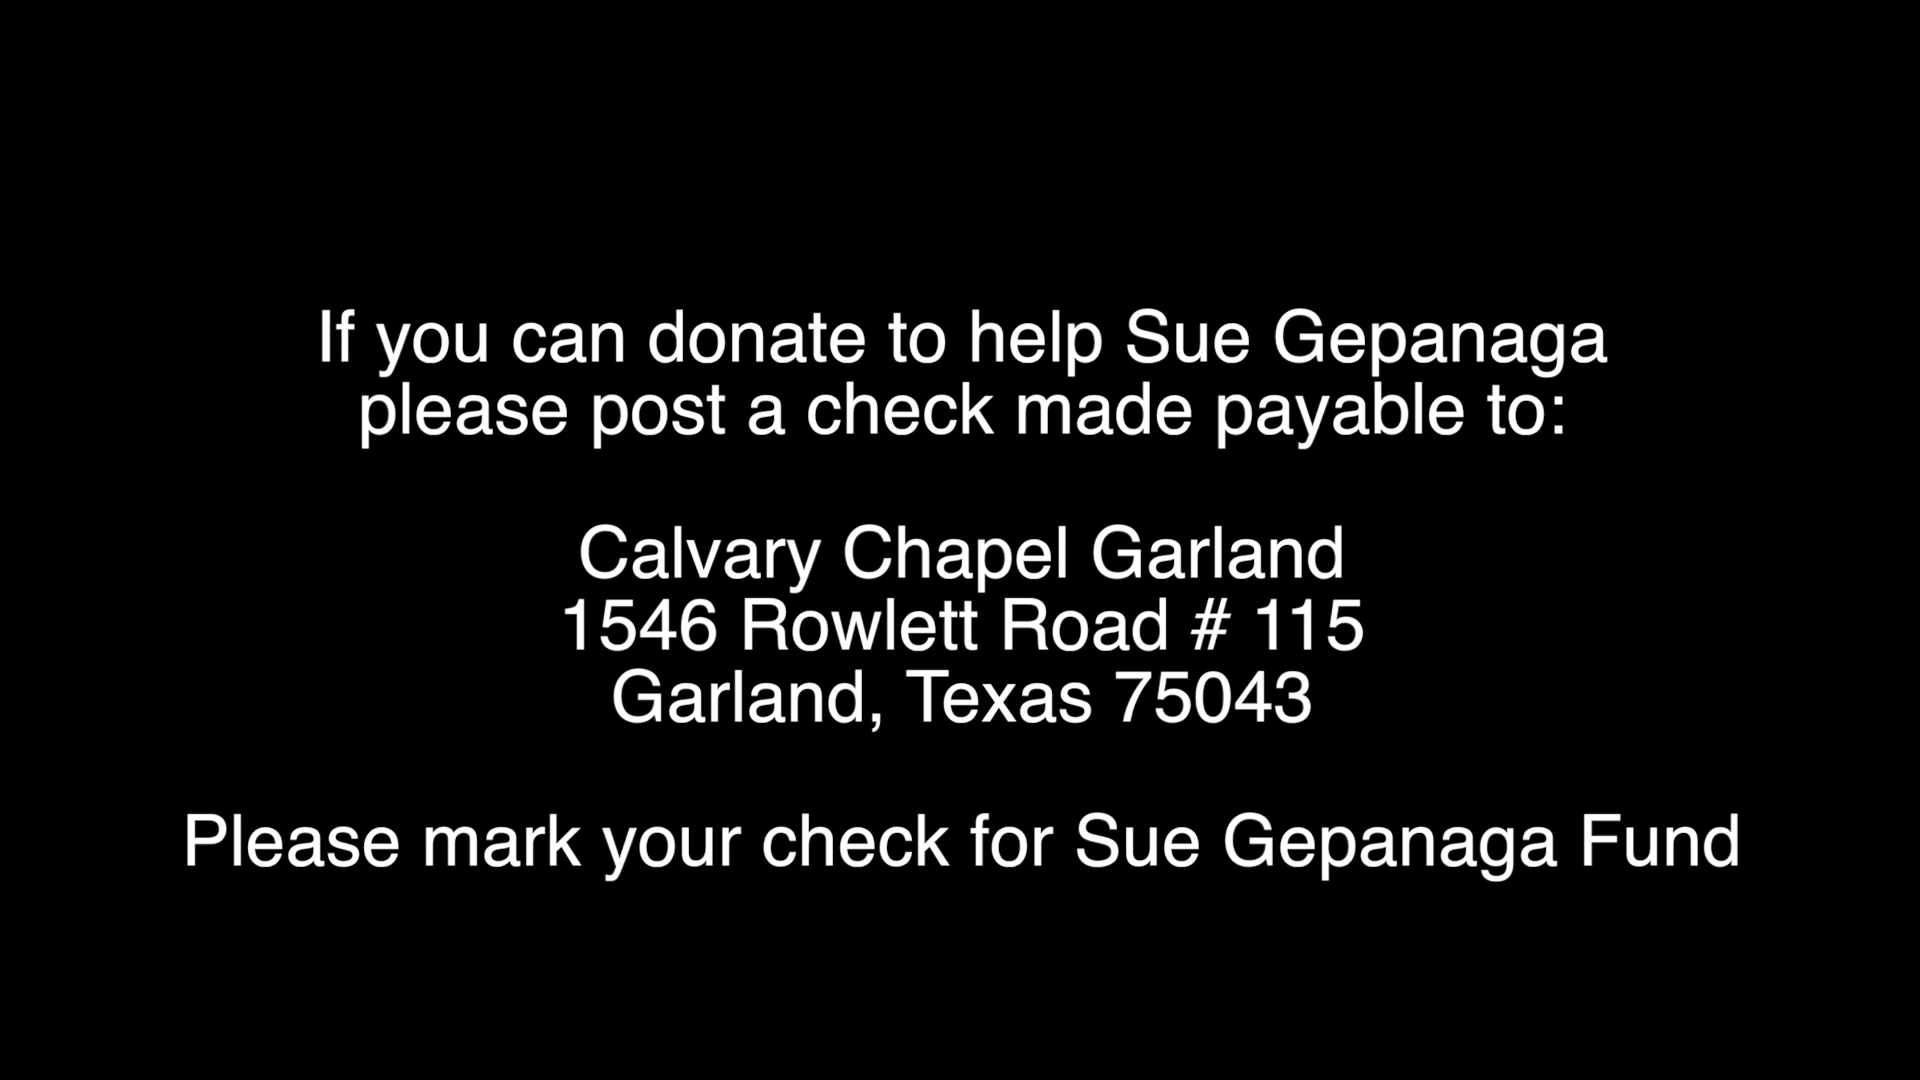 If you can donate to help Sue Gepanaga
please post a check made payable to:
Calvary Chapel Garland
1546 Rowlett Road # 115
Garland, Texas 75043
Please mark your check for Sue Gepanaga Fund